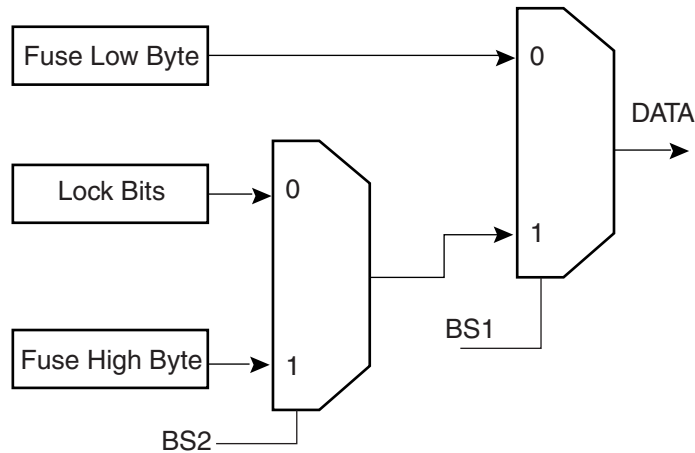 Fuse Low Byte
0
DATA
Lock Bits
0
1
BS1
Fuse High Byte
1
BS2